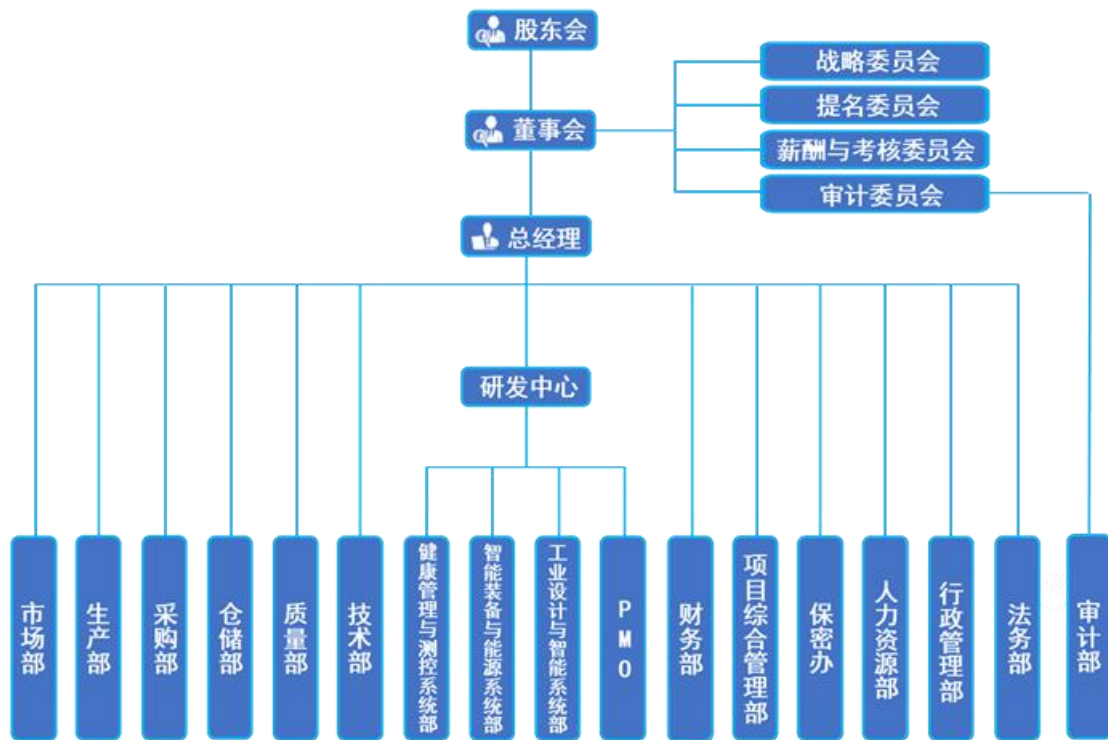 股东会
董事会
战略委员会
提名委员会
薪酬与考核委员会
审计委员会
总经理
研发中心
市场部
生产部
采购部
仓储部
质量部
技术部
健康管理与测控系统部
智能装备与能源系统部
工业设计与智能系统部
PMO
财务部
项目综合管理部
保密办
人力资源部
行政管理部
法务部
审计部